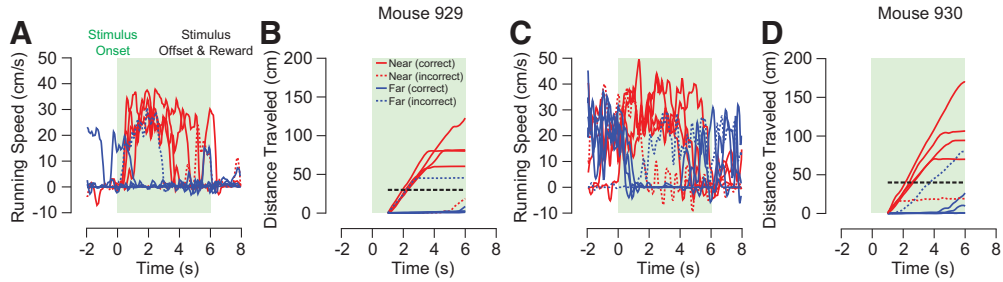 Mouse 929
Mouse 930
A
Stimulus
Onset
Stimulus
Offset & Reward
B
C
D
Running Speed (cm/s)
50
40
30
20
10
0
-10
-2 0 2 4 6 8
Time (s)
Distance Traveled (cm)
200
150
100
50
0
Near (correct)
Near (incorrect)
Far (correct)
Far (incorrect)
-2 0 2 4 6 8
Time (s)
Running Speed (cm/s)
50
40
30
20
10
0
-10
-2 0 2 4 6 8
Time (s)
Distance Traveled (cm)
200
150
100
50
0
-2 0 2 4 6 8
Time (s)